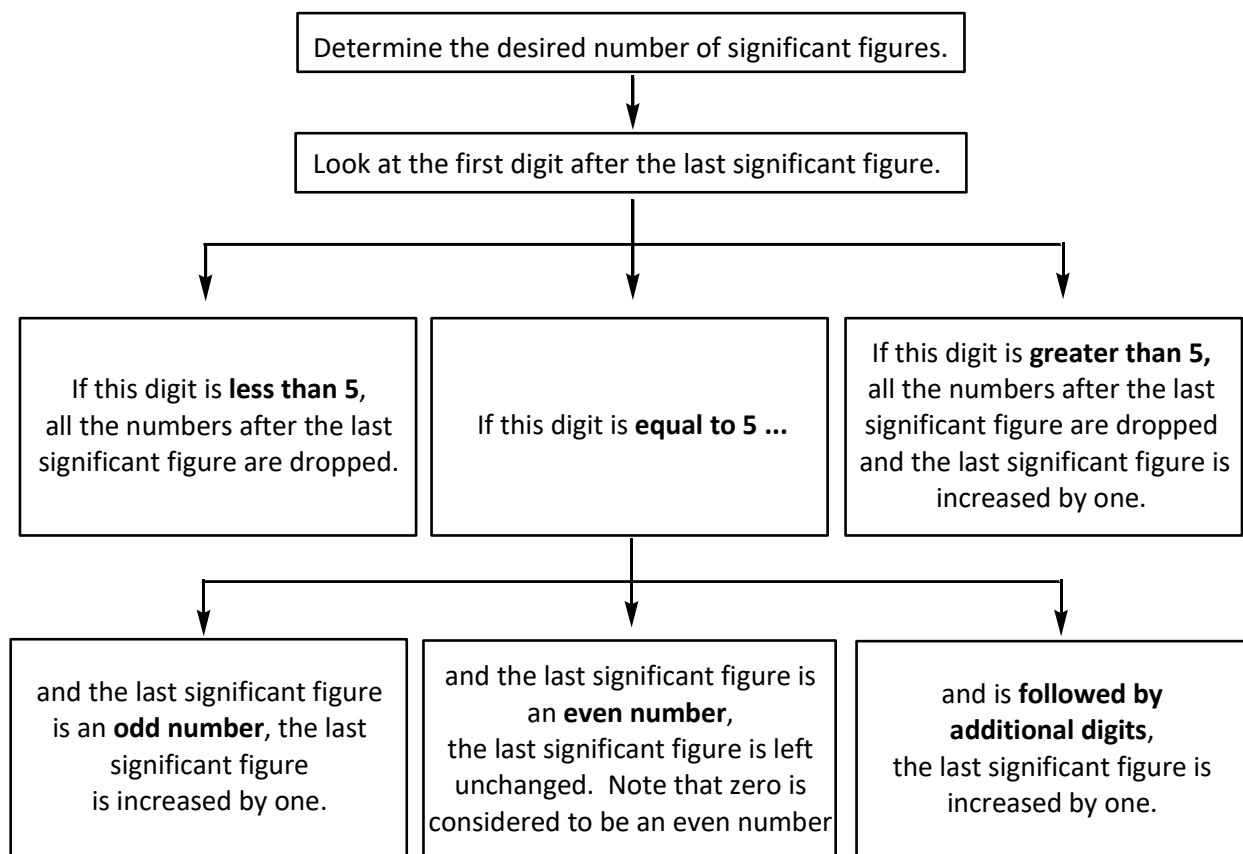 Determine the desired number of significant figures.
Look at the first digit after the last significant figure.
If this digit is less than 5,
all the numbers after the last
significant figure are dropped.
If this digit is equal to 5 ...
If this digit is greater than 5,
all the numbers after the last
significant figure are dropped
and the last significant figure is
increased by one.
and the last significant figure
is an odd number, the last
significant figure
is increased by one.
and the last significant figure is
an even number,
the last significant figure is left
unchanged.  Note that zero is
considered to be an even number
and is followed by
additional digits,
the last significant figure is
increased by one.